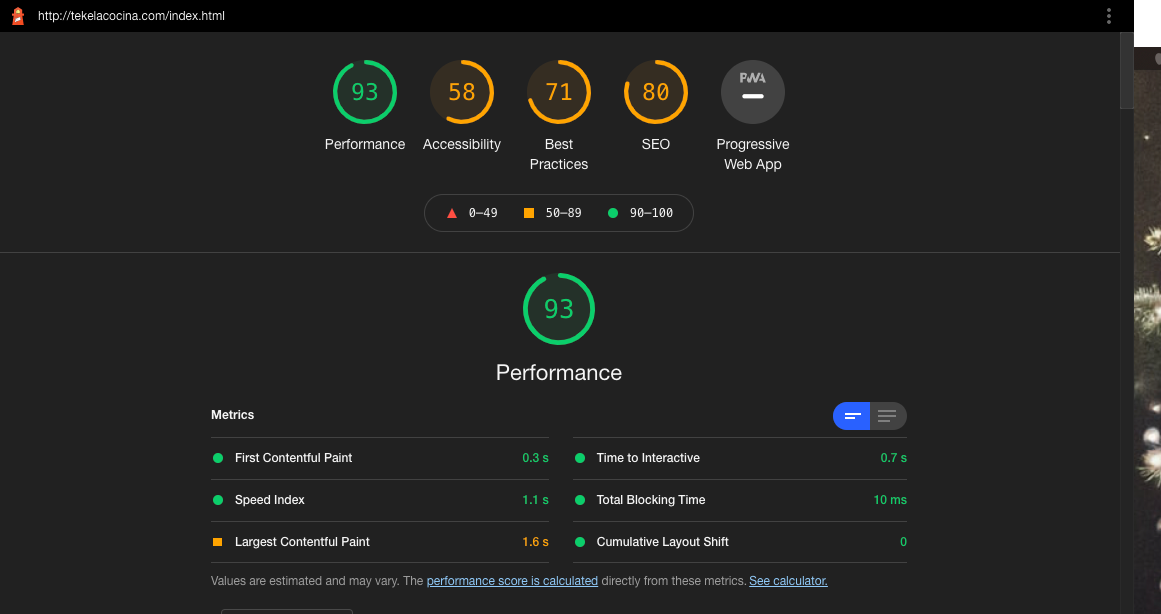 http://tekelacocina.com/index.html
93 58 71 80 PWA
Performance Accessibility Best Practices SEO Progressive Web App
0–49 50–89 90–100
93
Performance
Metrics
First Contentful Paint 0.3 s
Time to Interactive 0.7 s
Speed Index 1.1 s
Total Blocking Time 10 ms
Largest Contentful Paint 1.6 s
Cumulative Layout Shift 0
Values are estimated and may vary. The performance score is calculated directly from these metrics. See calculator.